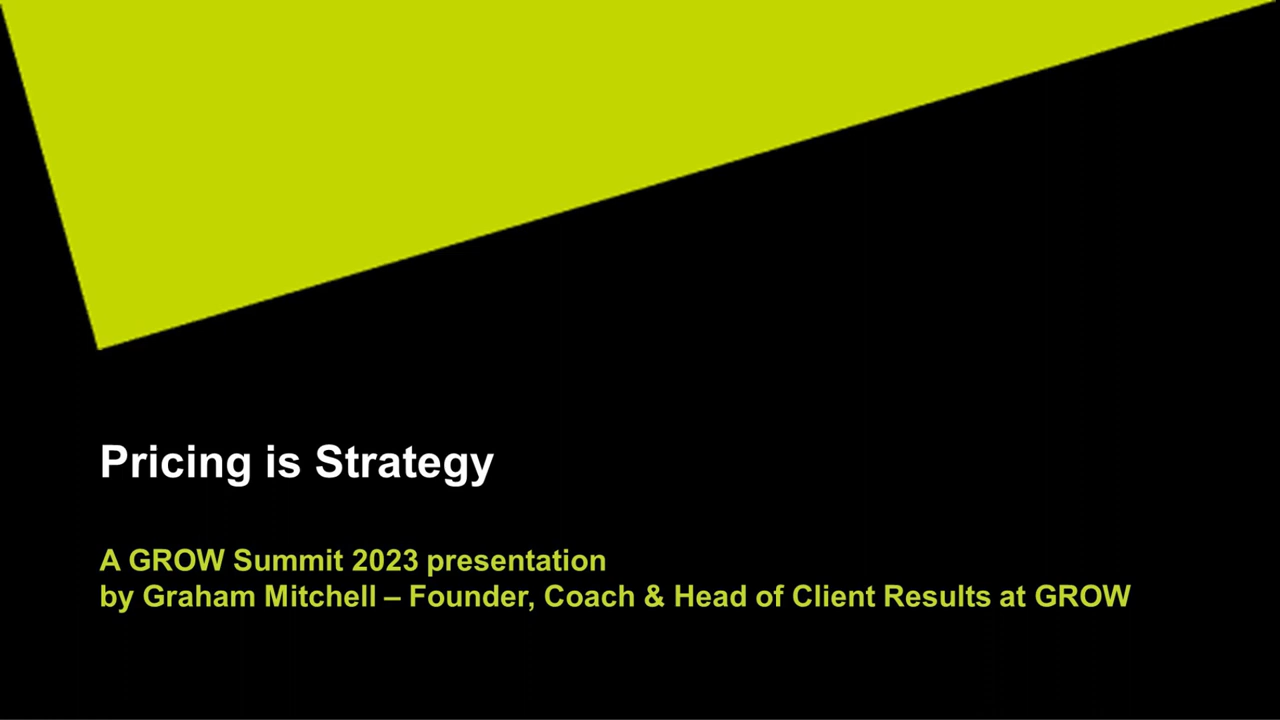 Pricing is Strategy
A GROW Summit 2023 presentation
by Graham Mitchell – Founder, Coach & Head of Client Results at GROW